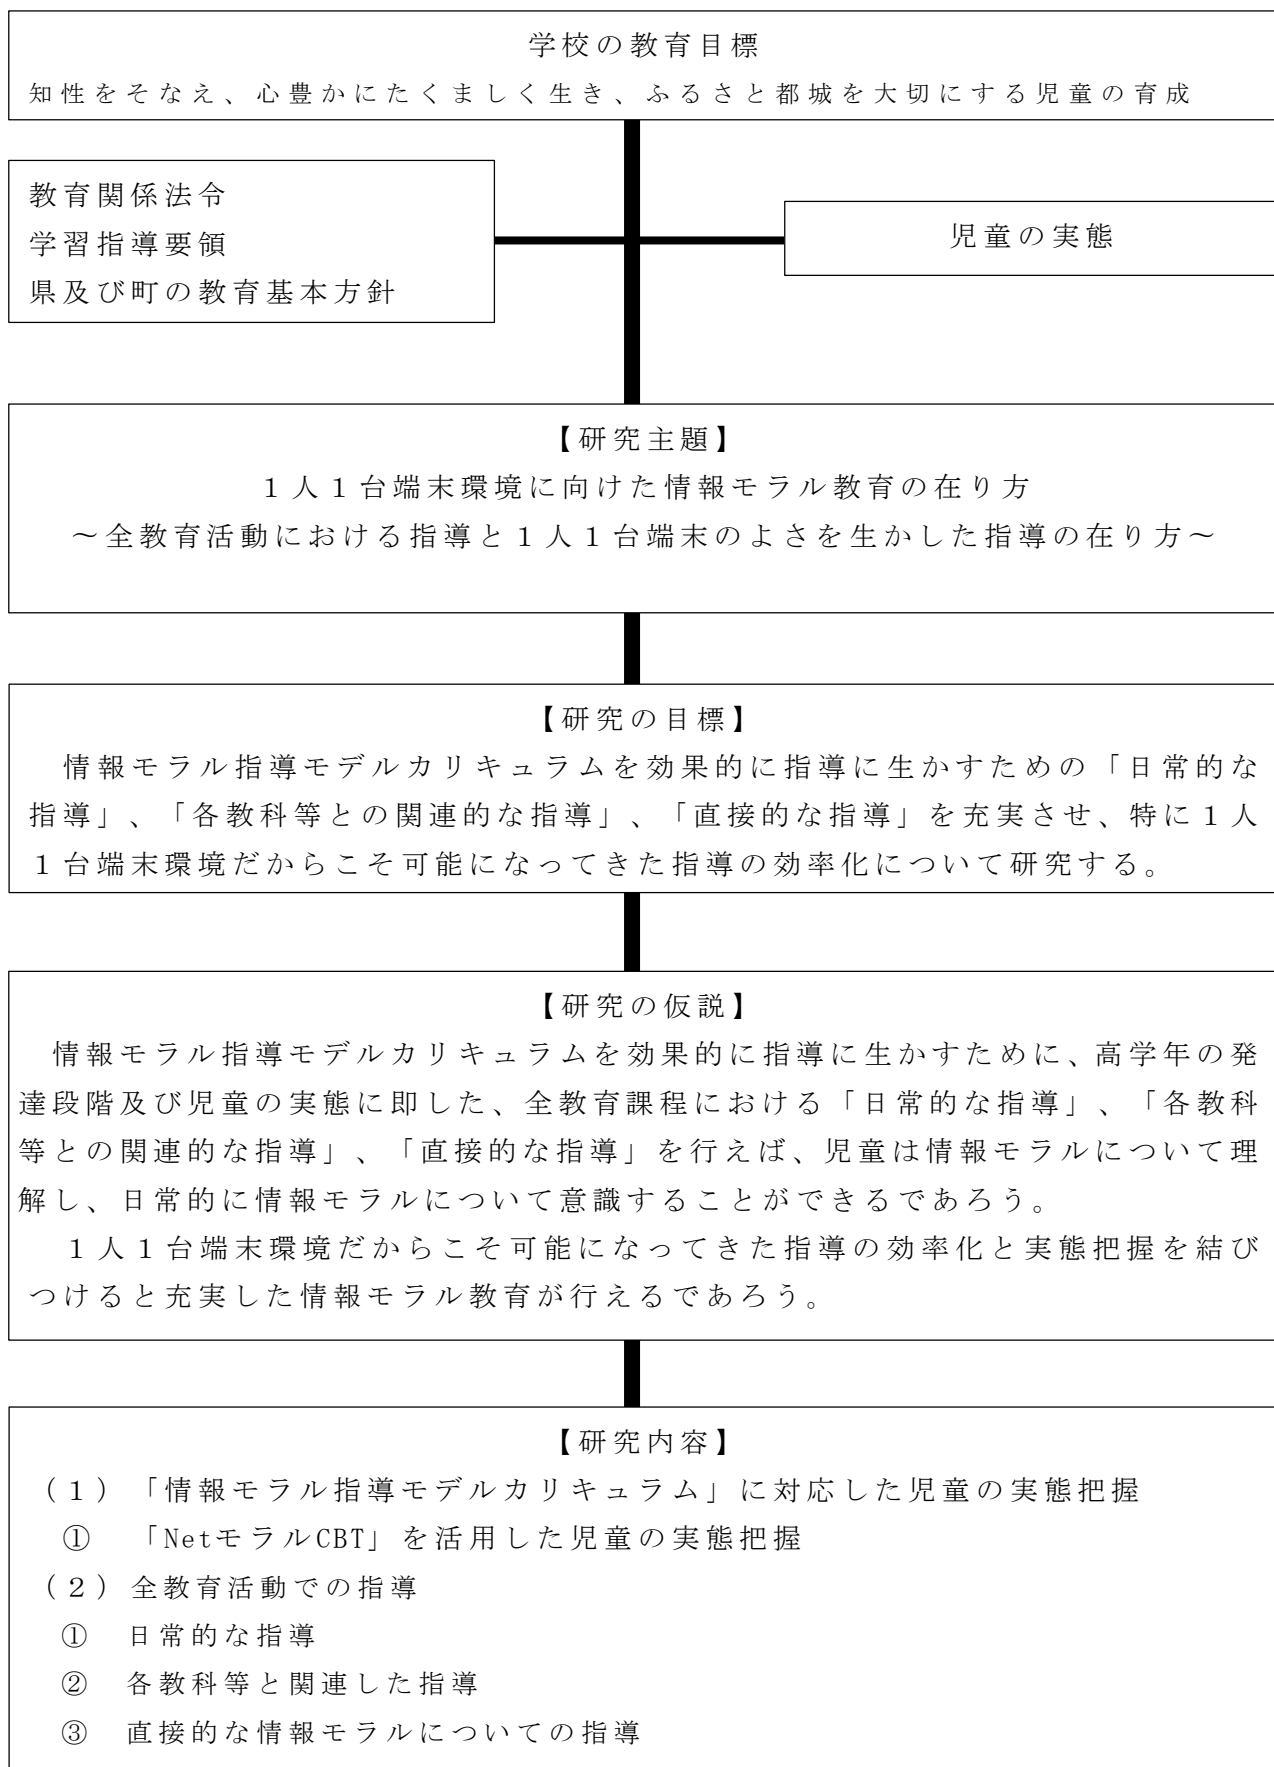 学校の教育目標
知性をそなえ、心豊かにたくましく生き、ふるさと都城を大切にする児童の育成
教育関係法令
学習指導要領
県及び町の教育基本方針
児童の実態
【研究主題】
１人１台端末環境に向けた情報モラル教育の在り方
～全教育活動における指導と１人１台端末のよさを生かした指導の在り方～
【研究の目標】
情報モラル指導モデルカリキュラムを効果的に指導に生かすための「日常的な
指導」、「各教科等との関連的な指導」、「直接的な指導」を充実させ、特に１人
１台端末環境だからこそ可能になってきた指導の効率化について研究する。
【研究の仮説】
情報モラル指導モデルカリキュラムを効果的に指導に生かすために、高学年の発
達段階及び児童の実態に即した、全教育課程における「日常的な指導」、「各教科
等との関連的な指導」、「直接的な指導」を行えば、児童は情報モラルについて理
解し、日常的に情報モラルについて意識することができるであろう。
１人１台端末環境だからこそ可能になってきた指導の効率化と実態把握を結び
つけると充実した情報モラル教育が行えるであろう。
【研究内容】
（１）「情報モラル指導モデルカリキュラム」に対応した児童の実態把握
①　「NetモラルCBT」を活用した児童の実態把握
（２）全教育活動での指導
①　日常的な指導
②　各教科等と関連した指導
③　直接的な情報モラルについての指導